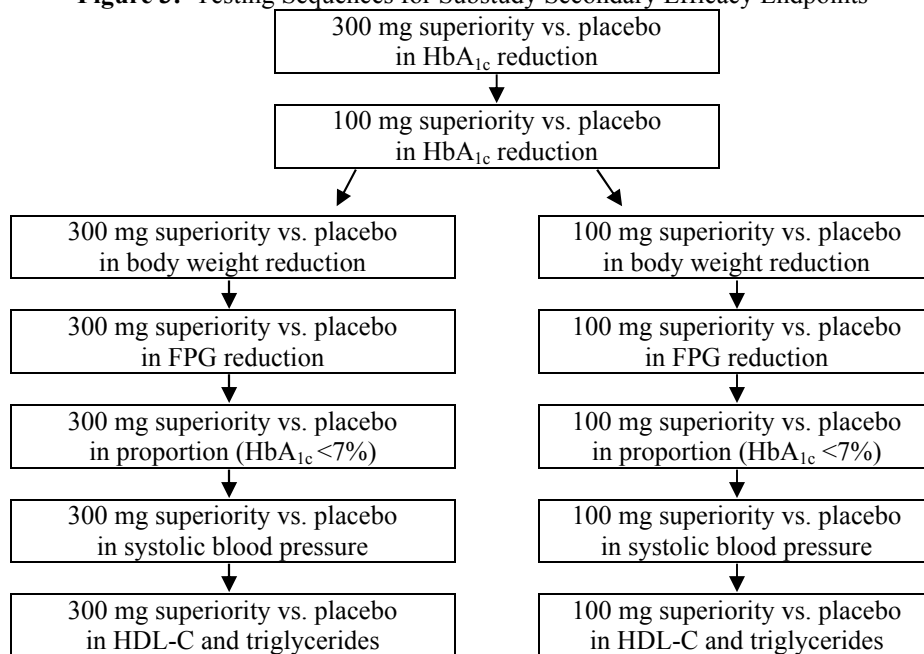 Figure
Testing Sequences for Substudy Secondary Efficacy Endpoints
300 mg superiority vs. placebo
in HbA1c reduction
100 mg superiority vs. placebo
in HbA1c reduction
300 mg superiority vs. placebo
in body weight reduction
300 mg superiority vs. placebo
in FPG reduction
300 mg superiority vs. placebo
in proportion (HbA1c <7%)
300 mg superiority vs. placebo
in systolic blood pressure
300 mg superiority vs. placebo
in HDL-C and triglycerides
100 mg superiority vs. placebo
in body weight reduction
100 mg superiority vs. placebo
in FPG reduction
100 mg superiority vs. placebo
in proportion (HbA1c <7%)
100 mg superiority vs. placebo
in systolic blood pressure
100 mg superiority vs. placebo
in HDL-C and triglycerides